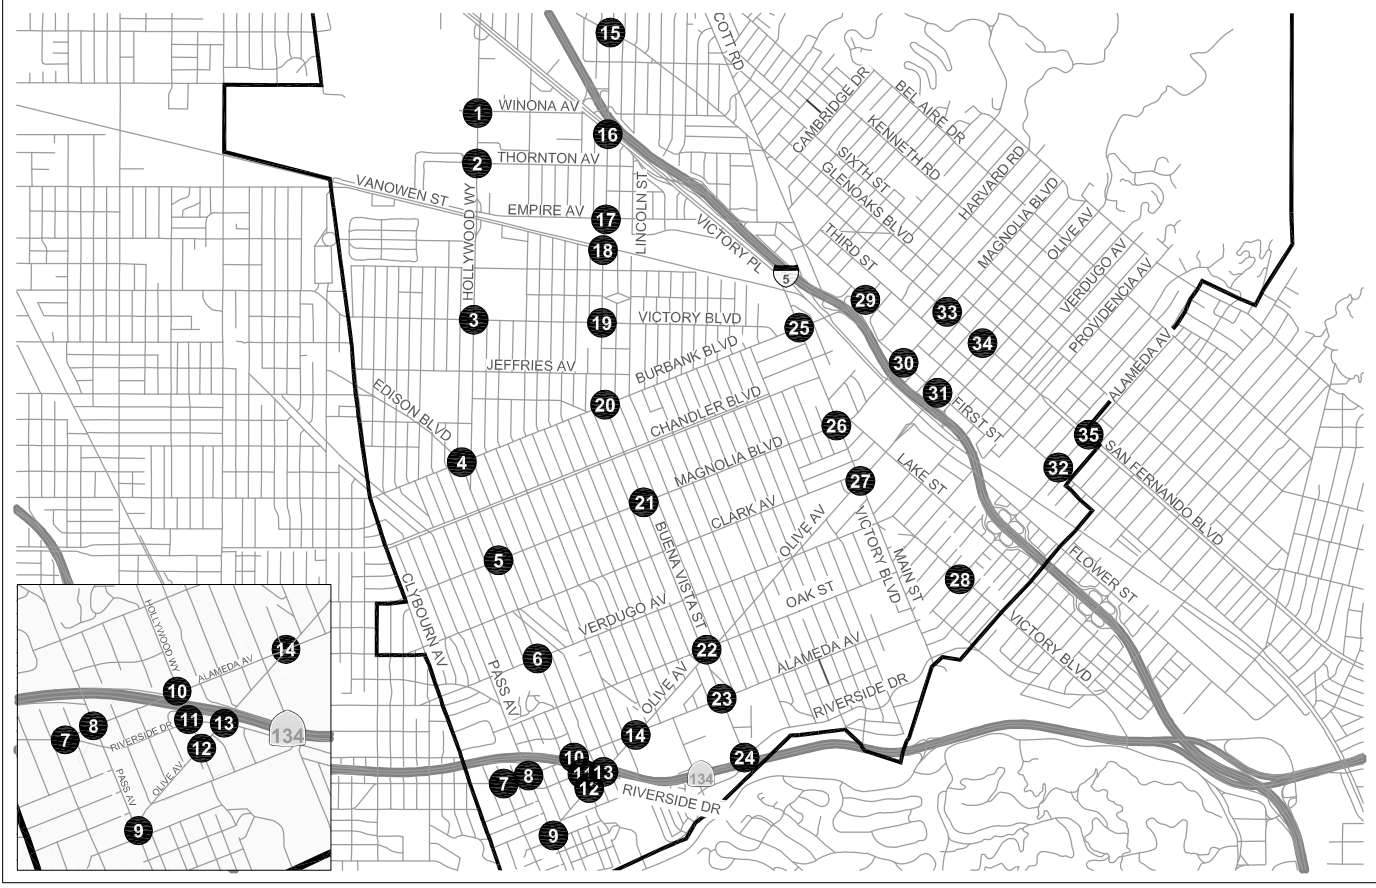 15
SCOTT RD
1
WINONA AV
16
2
THORNTON AV
CAMBRIDGE DR
BEL AIRE DR
KENNETH RD
SIXTH ST
GLENOAKS BLVD
HARVARD RD
MAGNOLIA BLVD
OLIVE AV
VERDUGO AV
PROVIDENCIA AV
VANOWEN ST
HOLLYWOOD WY
EMPIRE AV
17
LINCOLN ST
18
VICTORY PL
THIRD ST
5
29
33
34
3
19
VICTORY BLVD
25
JEFFRIES AV
BURBANK BLVD
30
31
FIRST ST
ALAMEDA AV
EDISON BLVD
20
CHANDLER BLVD
26
35
32
SAN FERNANDO BLVD
4
MAGNOLIA BLVD
LAKE ST
27
21
CLARK AV
OLIVE AV
VICTORY BLVD
MAIN ST
5
BUENA VISTA ST
28
FLOWER ST
CLYBOURN AV
VERDUGO AV
OAK ST
VICTORY BLVD
6
22
ALAMEDA AV
PASS AV
OLIVE AV
23
RIVERSIDE DR
14
24
10
11
13
7
8
12
134
RIVERSIDE DR
9
HOLLYWOOD WY
14
ALAMEDA AV
10
8
11
13
7
RIVERSIDE DR
12
134
PASS AV
OLIVE AV
9